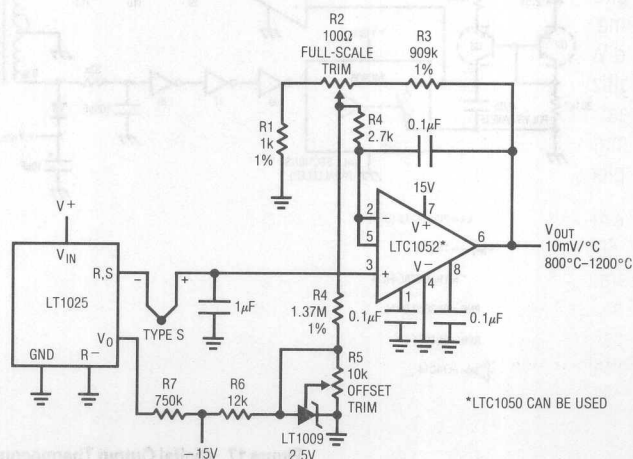 R2
100Ω
FULL-SCALE
TRIM
R3
909k
1%
R1
1k
1%
R4
2.7k
0.1μF
15V
V+
2
−
7
V+
6
VOUT
10mV/°C
800°C–1200°C
VIN
R,S
−
+
5
LTC1052*
LT1025
TYPE S
1μF
3
+
V−
8
1
4
VO
R4
1.37M
1%
0.1μF
0.1μF
GND
R−
R7
750k
R6
12k
R5
10k
OFFSET
TRIM
*LTC1050 CAN BE USED
−15V
LT1009
2.5V